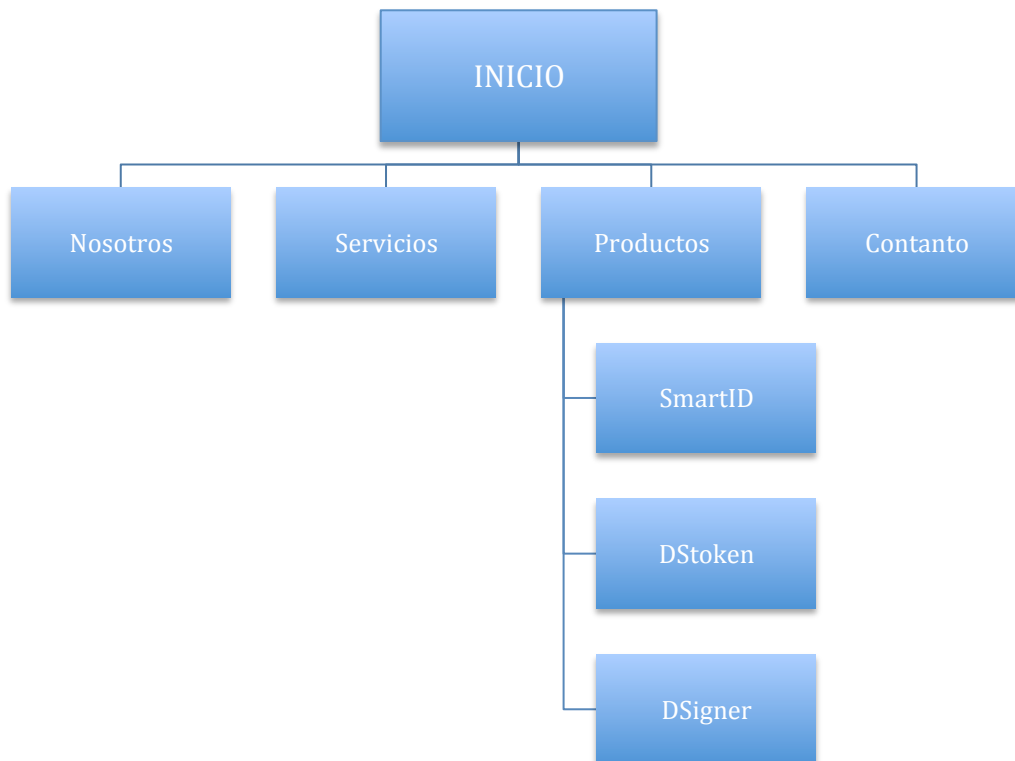 INICIO
Nosotros
Servicios
Productos
Contanto
SmartID
DStoken
DSigner